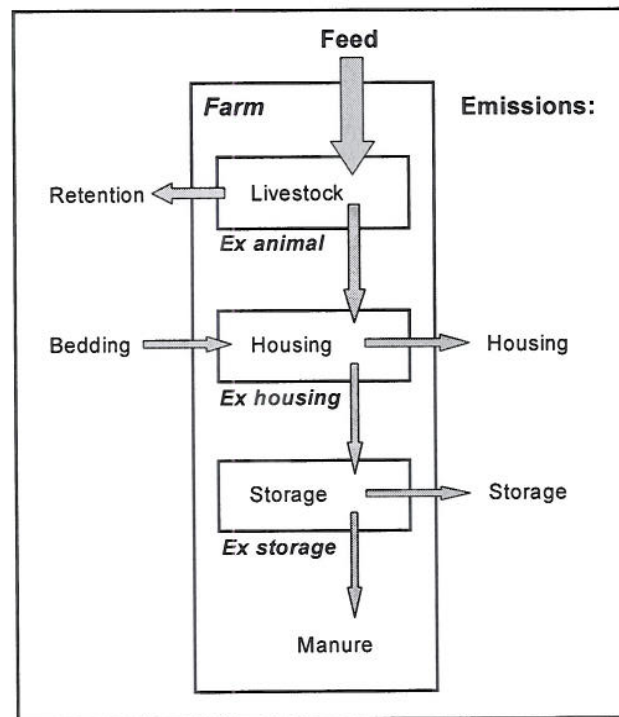 Feed
Farm
Emissions:
Retention
Livestock
Ex animal
Bedding
Housing
Housing
Ex housing
Storage
Storage
Ex storage
Manure